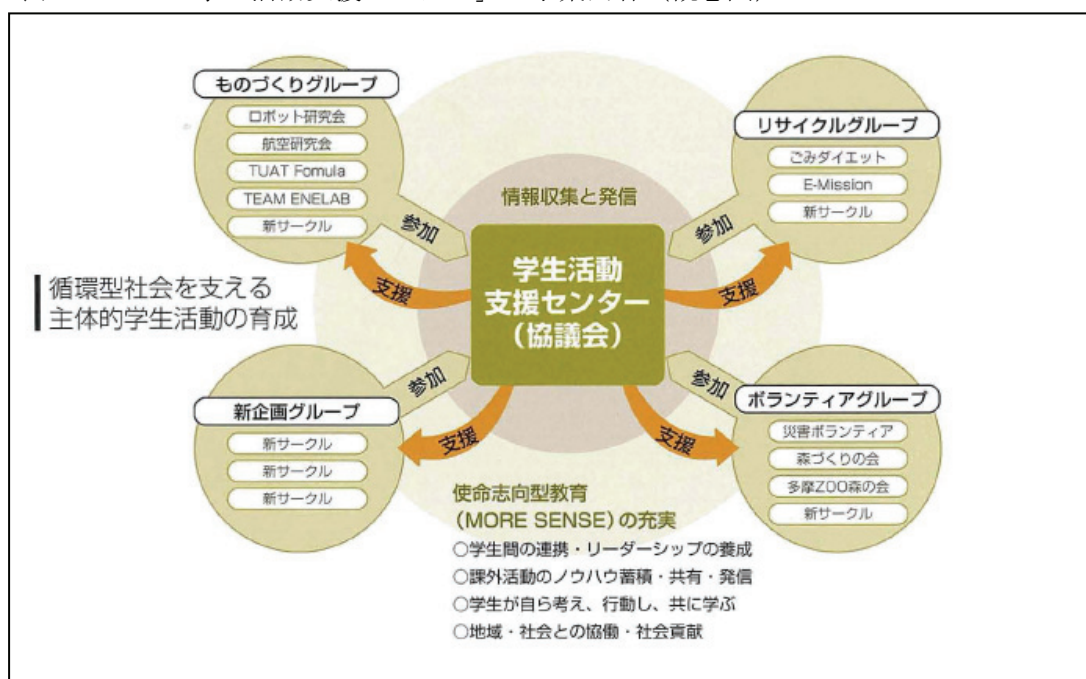 ものづくりグループ
ロボット研究会
航空研究会
TUAT Fomula
TEAM ENELAB
新サークル
リサイクルグループ
ごみダイエット
E-Mission
新サークル
情報収集と発信
参加
参加
支援
支援
学生活動
支援センター
(協議会)
循環型社会を支える
主体的学生活動の育成
参加
参加
支援
支援
新企画グループ
新サークル
新サークル
新サークル
ボランティアグループ
災害ボランティア
森づくりの会
多摩ZOO森の会
新サークル
使命志向型教育
(MORE SENSE)の充実
○学生間の連携・リーダーシップの養成
○課外活動のノウハウ蓄積・共有・発信
○学生が自ら考え、行動し、共に学ぶ
○地域・社会との協働・社会貢献